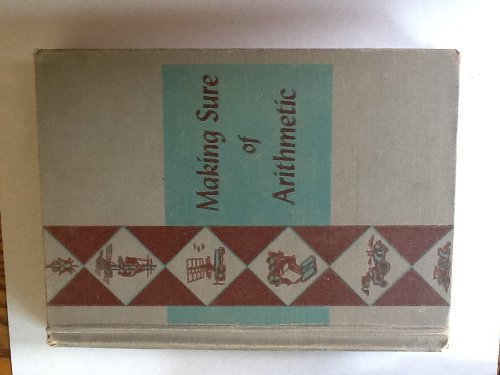 Making Sure
of
Arithmetic